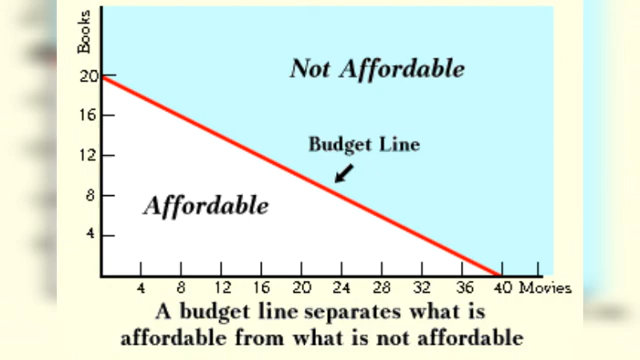 Books
Not Affordable
20
16
Budget Line
12
8
Affordable
4
4 8 12 16 20 24 28 32 36 40 Movies
A budget line separates what is
affordable from what is not affordable